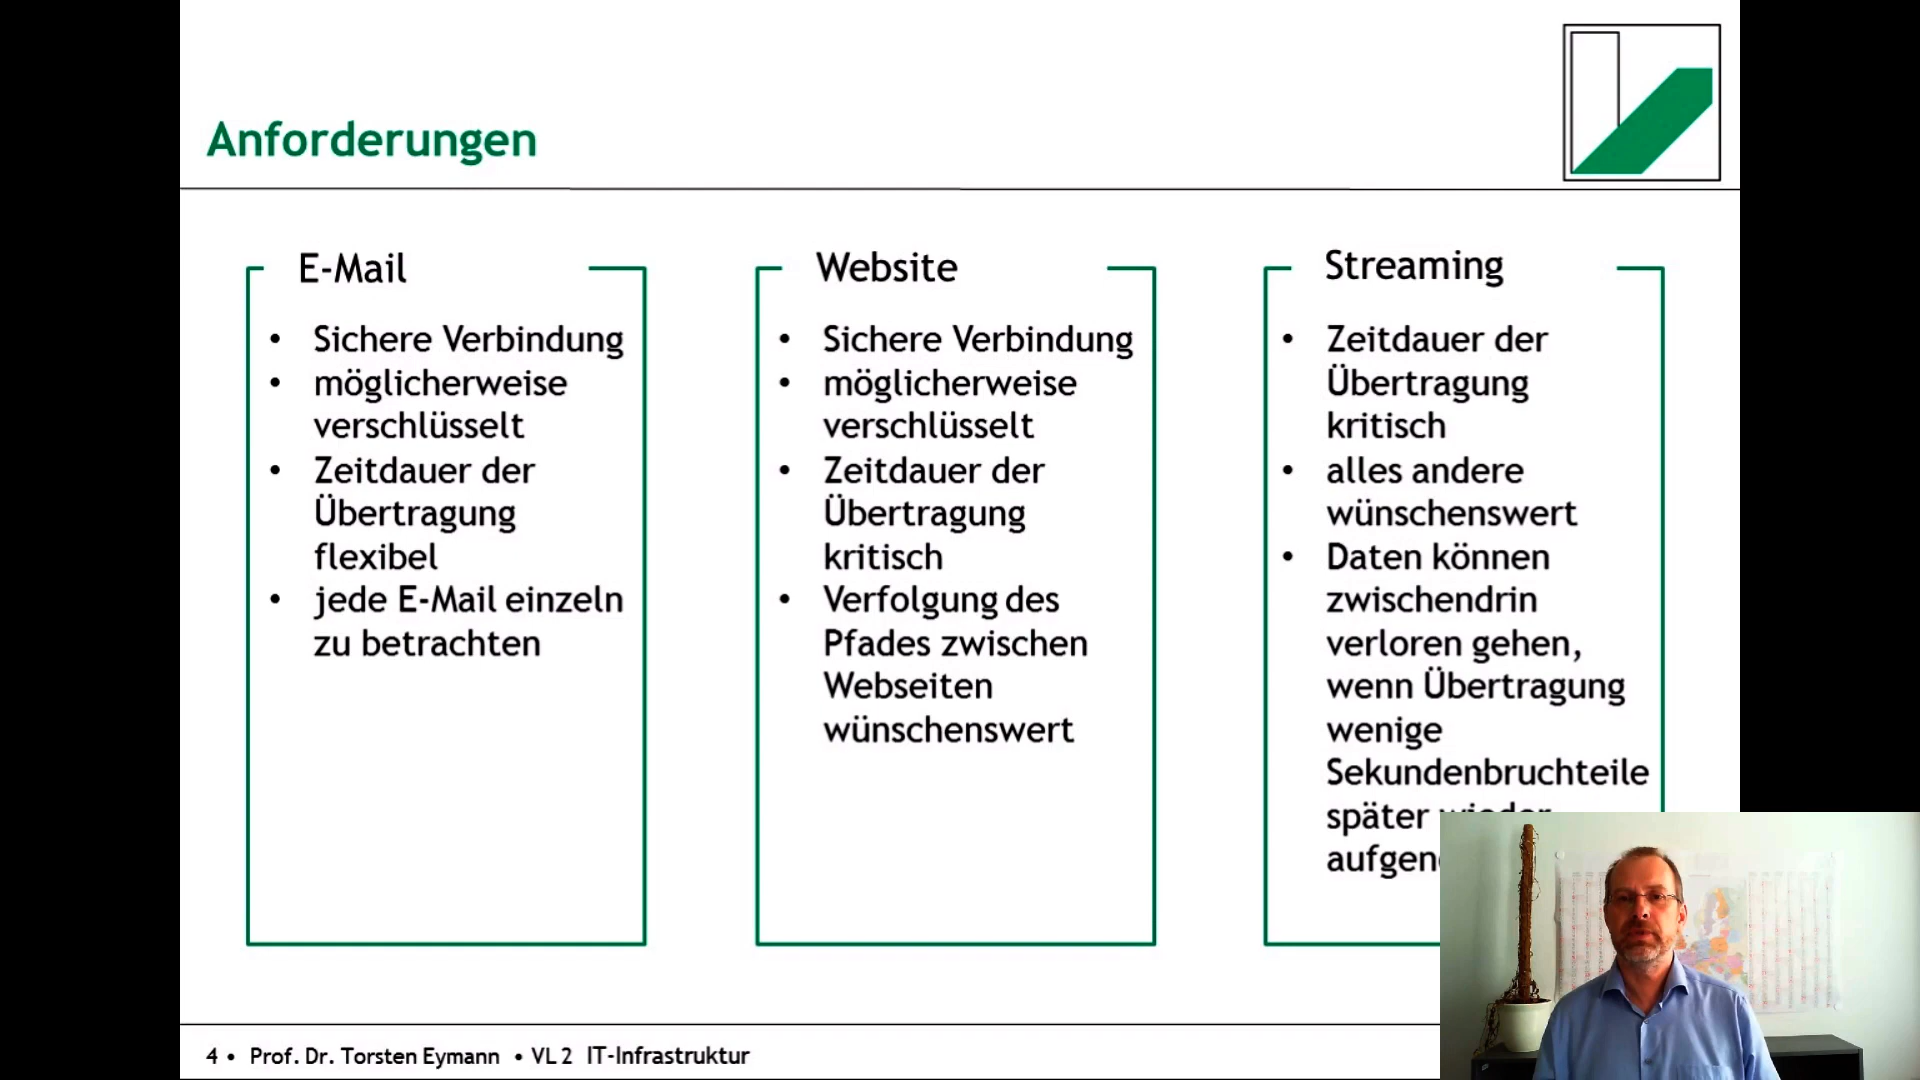 Anforderungen
E-Mail
• Sichere Verbindung
• möglicherweise
verschlüsselt
• Zeitdauer der
Übertragung
flexibel
• jede E-Mail einzeln
zu betrachten
Website
• Sichere Verbindung
• möglicherweise
verschlüsselt
• Zeitdauer der
Übertragung
kritisch
• Verfolgung des
Pfades zwischen
Webseiten
wünschenswert
Streaming
• Zeitdauer der
Übertragung
kritisch
• alles andere
wünschenswert
• Daten können
zwischendrin
verloren gehen,
wenn Übertragung
wenige
Sekundenbruchteile
später
4 • Prof. Dr. Torsten Eymann • VL 2 IT-Infrastruktur